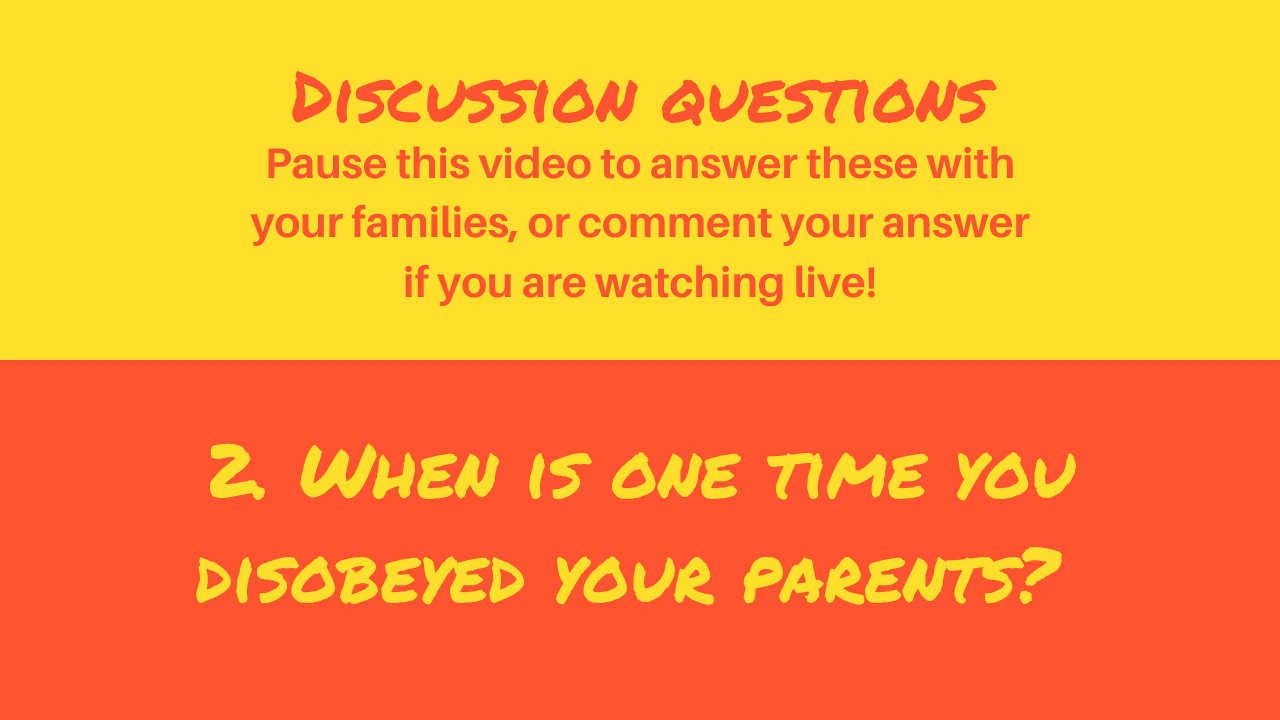 Discussion questions
Pause this video to answer these with
your families, or comment your answer
if you are watching live!
2. When is one time you
disobeyed your parents?